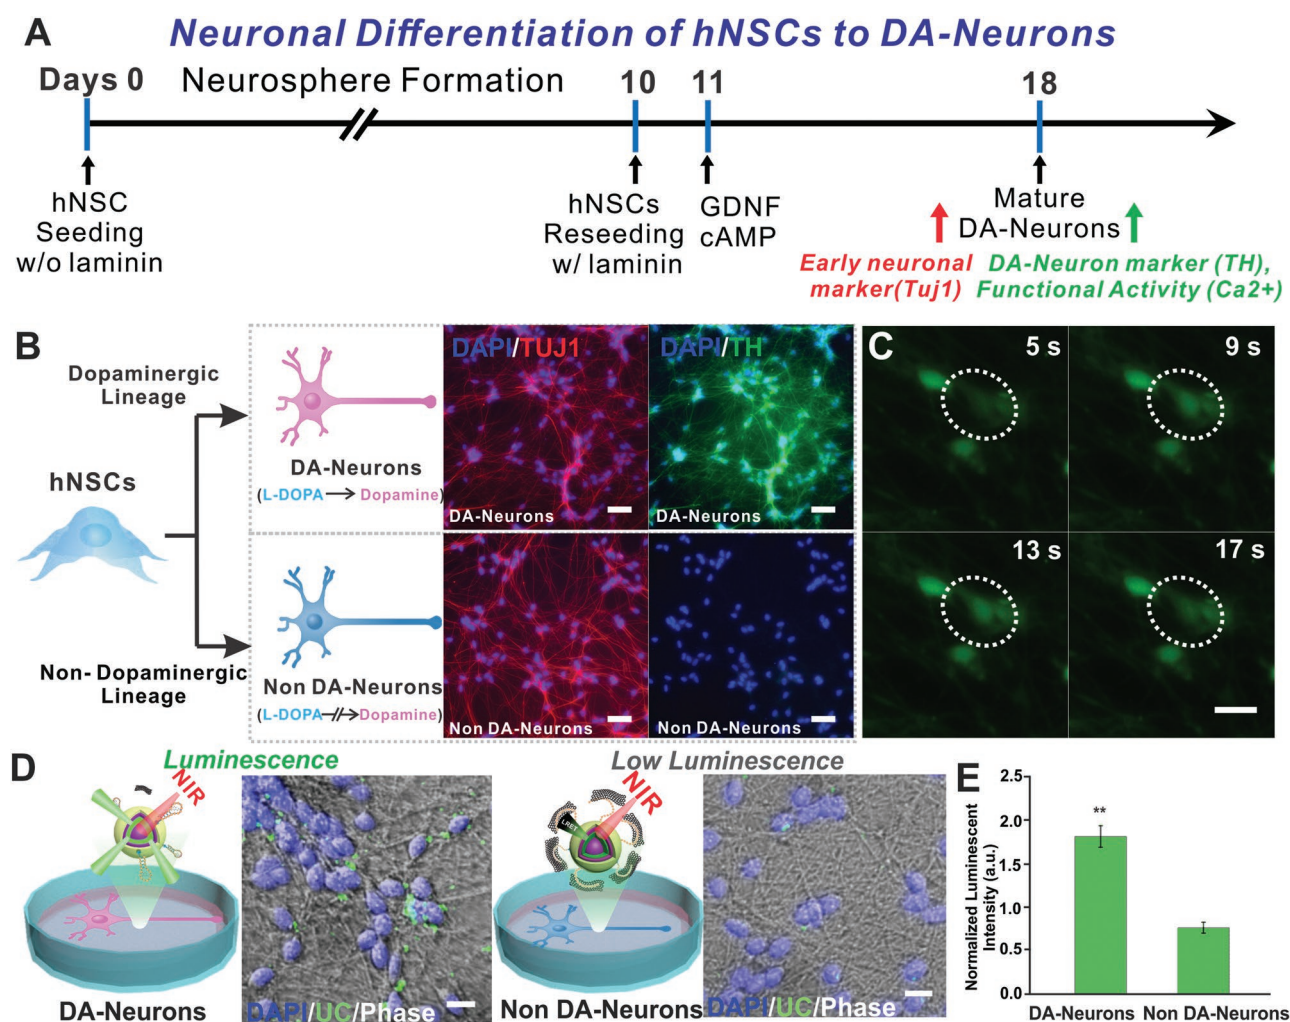 A
Neuronal Differentiation of hNSCs to DA-Neurons
Days 0
Neurosphere Formation
10
11
18
hNSC
Seeding
w/o laminin
hNSCs
Reseeding
w/ laminin
GDNF
cAMP
Mature
DA-Neurons
Early neuronal
marker(Tuj1)
DA-Neuron marker (TH),
Functional Activity (Ca2+)
B
Dopaminergic
Lineage
hNSCs
Non- Dopaminergic
Lineage
DA-Neurons
(L-DOPA → Dopamine)
Non DA-Neurons
(L-DOPA Dopamine)
DAPI/TUJ1
DA-Neurons
DAPI/TH
DA-Neurons
Non DA-Neurons
Non DA-Neurons
C
5 s
9 s
13 s
17 s
D
Luminescence
NIR
DA-Neurons
DAPI/UC/Phase
Low Luminescence
NIR
LRET
Non DA-Neurons
DAPI/UC/Phase
E
Normalized Luminescent
Intensity (a.u.)
2.5
2.0
1.5
1.0
0.5
0.0
**
DA-Neurons
Non DA-Neurons